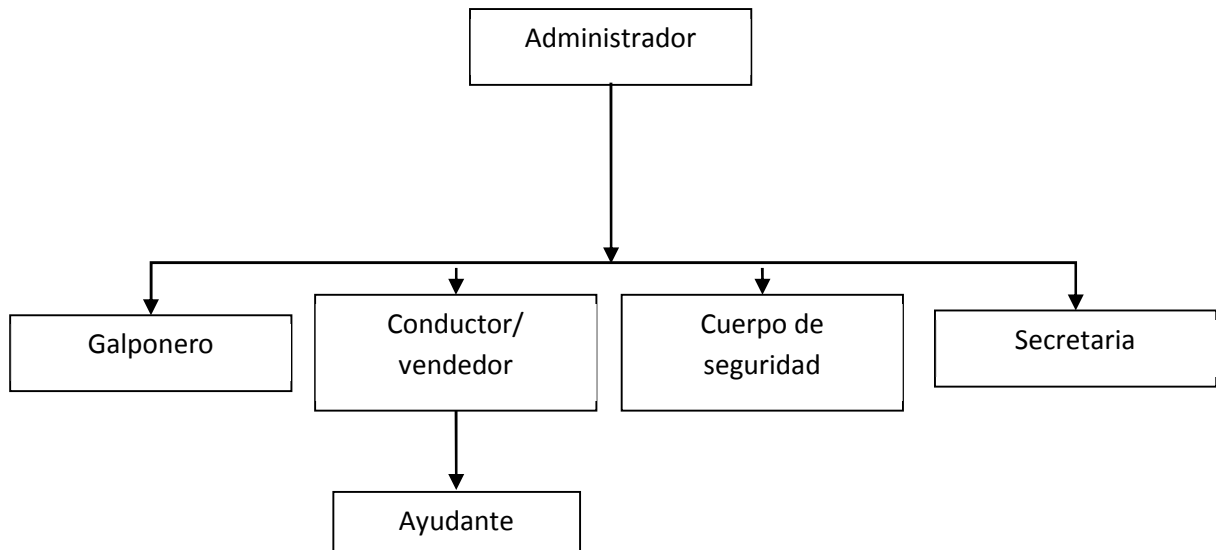 Administrador
Galponero
Conductor/
vendedor
Cuerpo de
seguridad
Secretaria
Ayudante